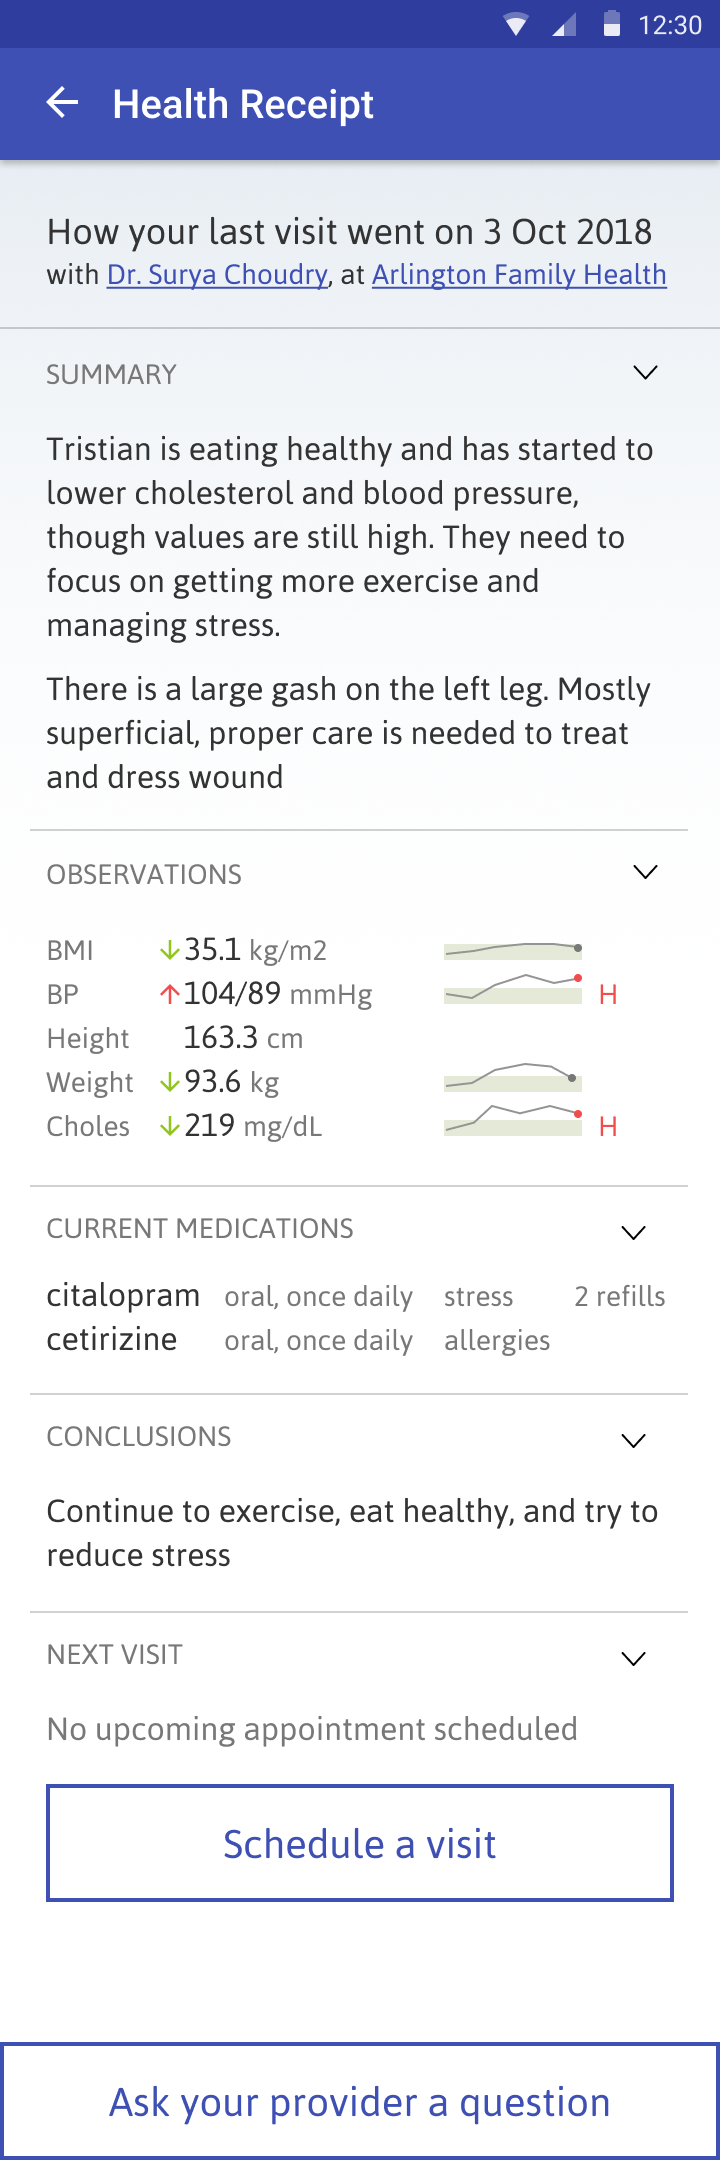 12:30
Health Receipt
How your last visit went on 3 Oct 2018
with Dr. Surya Choudry, at Arlington Family Health
SUMMARY
Tristian is eating healthy and has started to
lower cholesterol and blood pressure,
though values are still high. They need to
focus on getting more exercise and
managing stress.
There is a large gash on the left leg. Mostly
superficial, proper care is needed to treat
and dress wound
OBSERVATIONS
BMI ↓35.1 kg/m2
BP ↑104/89 mmHg H
Height 163.3 cm
Weight ↓93.6 kg
Choles ↓219 mg/dL H
CURRENT MEDICATIONS
citalopram oral, once daily stress 2 refills
cetirizine oral, once daily allergies
CONCLUSIONS
Continue to exercise, eat healthy, and try to
reduce stress
NEXT VISIT
No upcoming appointment scheduled
Schedule a visit
Ask your provider a question